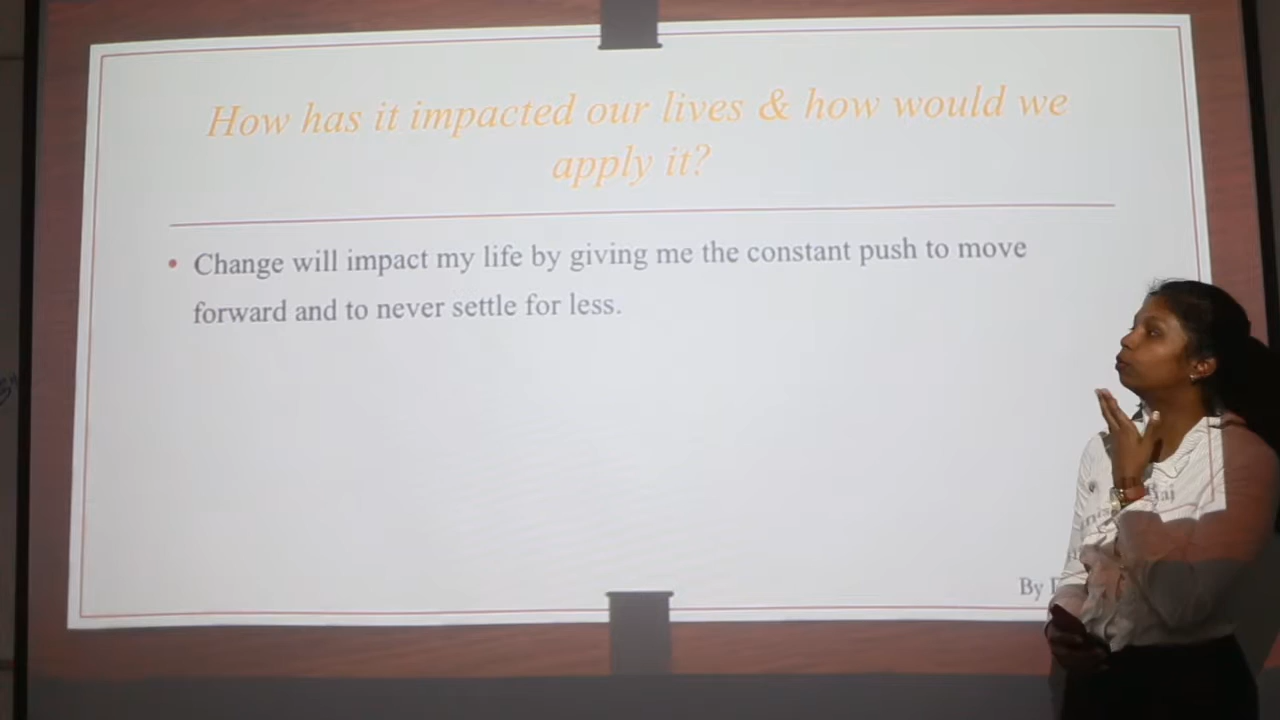 How has it impacted our lives & how would we
apply it?
• Change will impact my life by giving me the constant push to move
forward and to never settle for less.
By